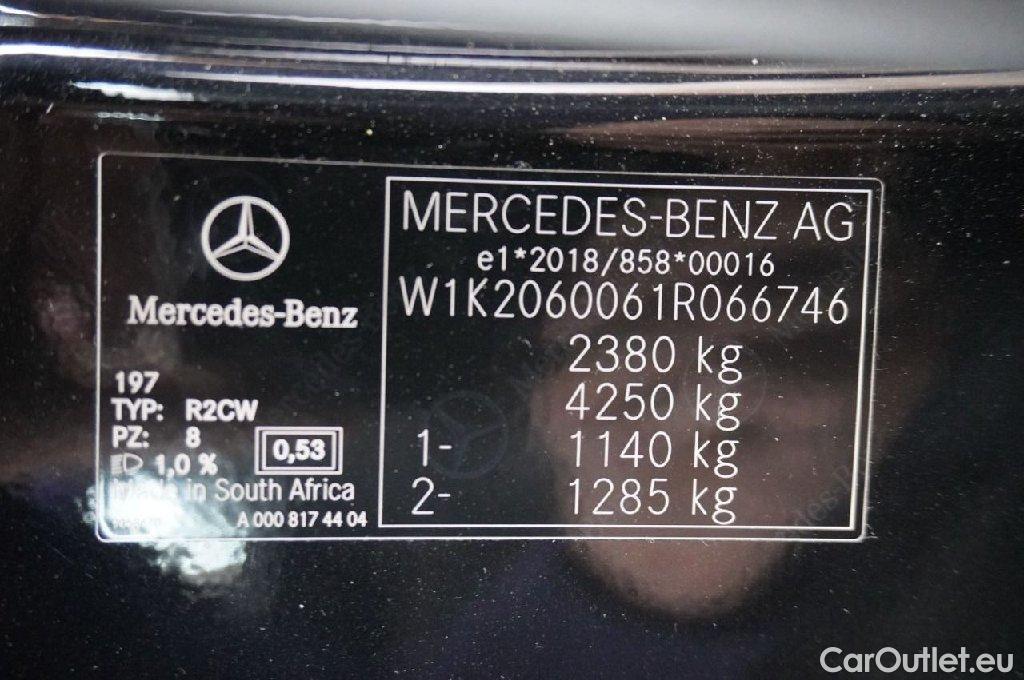 Mercedes-Benz
197
TYP: R2CW
PZ: 8
1,0 %
0,53
Made in South Africa
A 000 817 44 04
MERCEDES-BENZ AG
e1*2018/858*00016
W1K2060061R066746
2380 kg
4250 kg
1- 1140 kg
2- 1285 kg
CarOutlet.eu